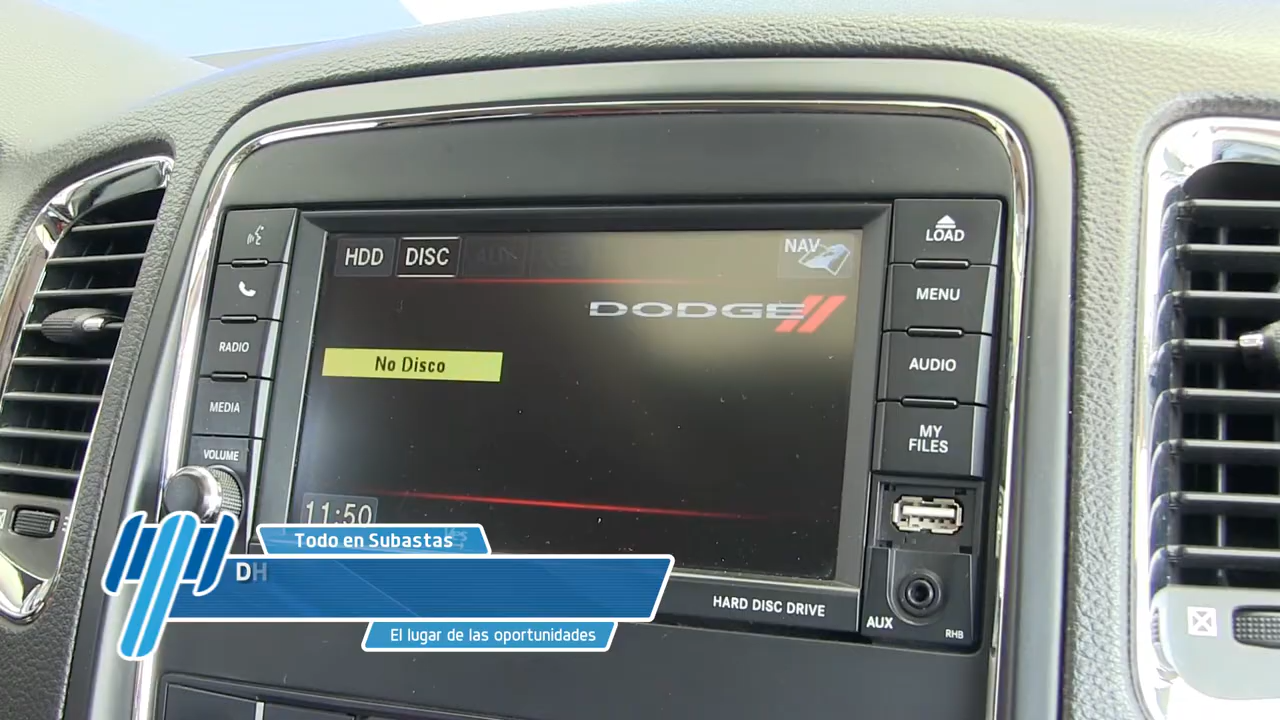 HDD DISC
NAV
LOAD
DODGE
MENU
RADIO
No Disco
AUDIO
MEDIA
MY
FILES
VOLUME
11:50
Todo en Subastas
DH
El lugar de las oportunidades
HARD DISC DRIVE
AUX
RHB